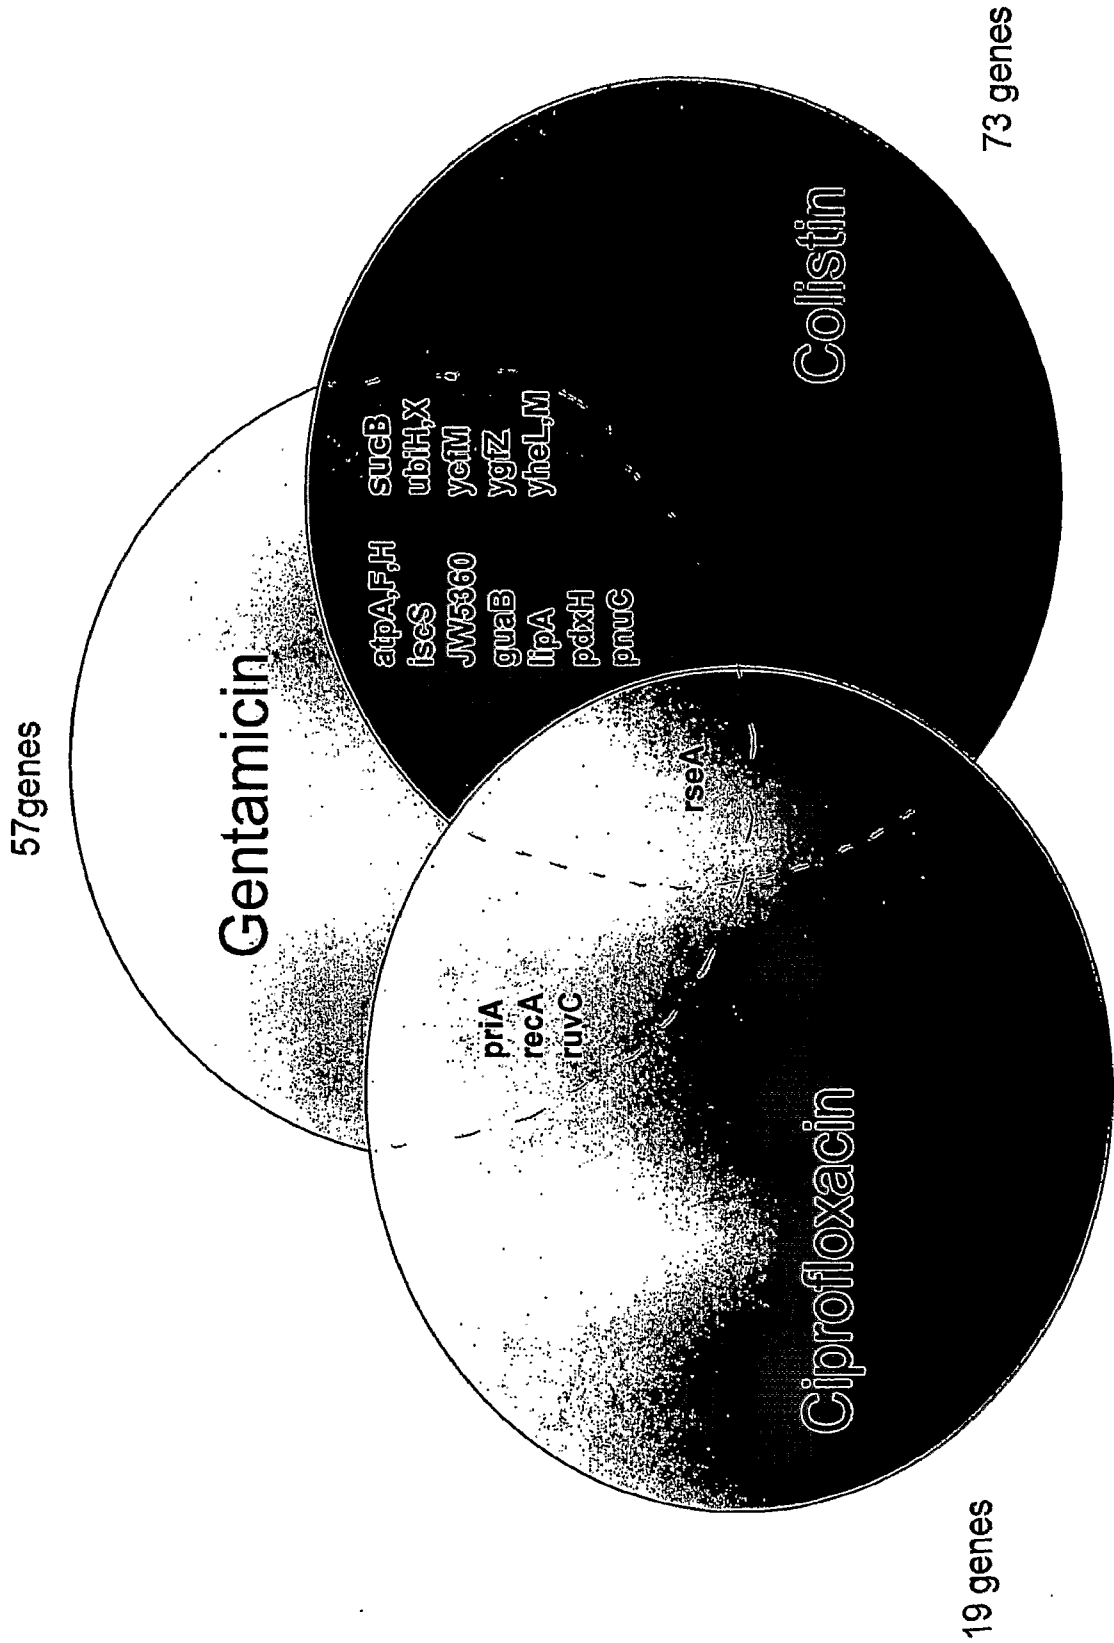 57genes
Gentamicin
priA
recA
ruvC
atpA,F,H
iscS
JW5360
guaB
lipA
pdxH
pnuC
sucB
ubiH,X
ycfM
ygfZ
yheL,M
rseA
Ciprofloxacin
Colistin
19 genes
73 genes